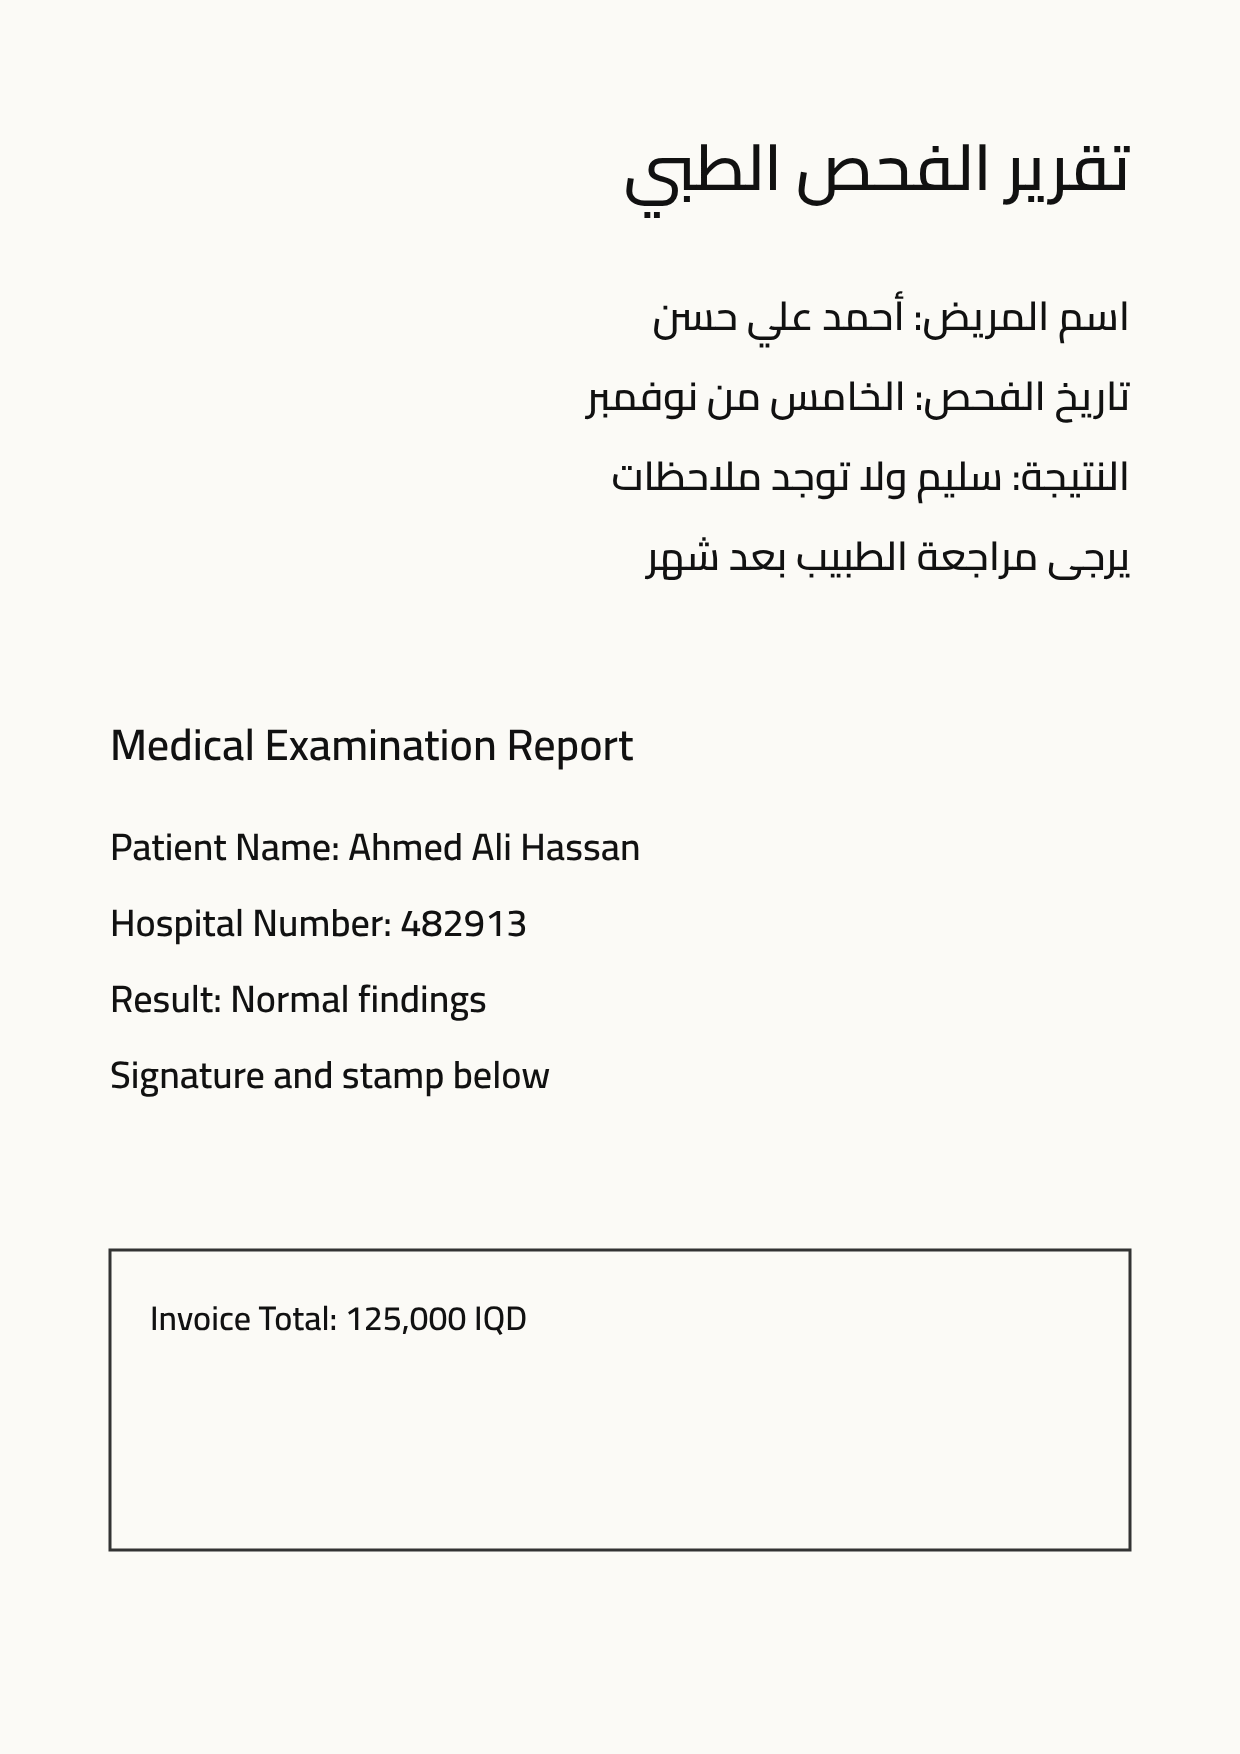 تقرير الفحص الطبي
اسم المريض: أحمد علي حسن
تاريخ الفحص: الخامس من نوفمبر
النتيجة: سليم ولا توجد ملاحظات
يرجى مراجعة الطبيب بعد شهر
Medical Examination Report
Patient Name: Ahmed Ali Hassan
Hospital Number: 482913
Result: Normal findings
Signature and stamp below
Invoice Total: 125,000 IQD